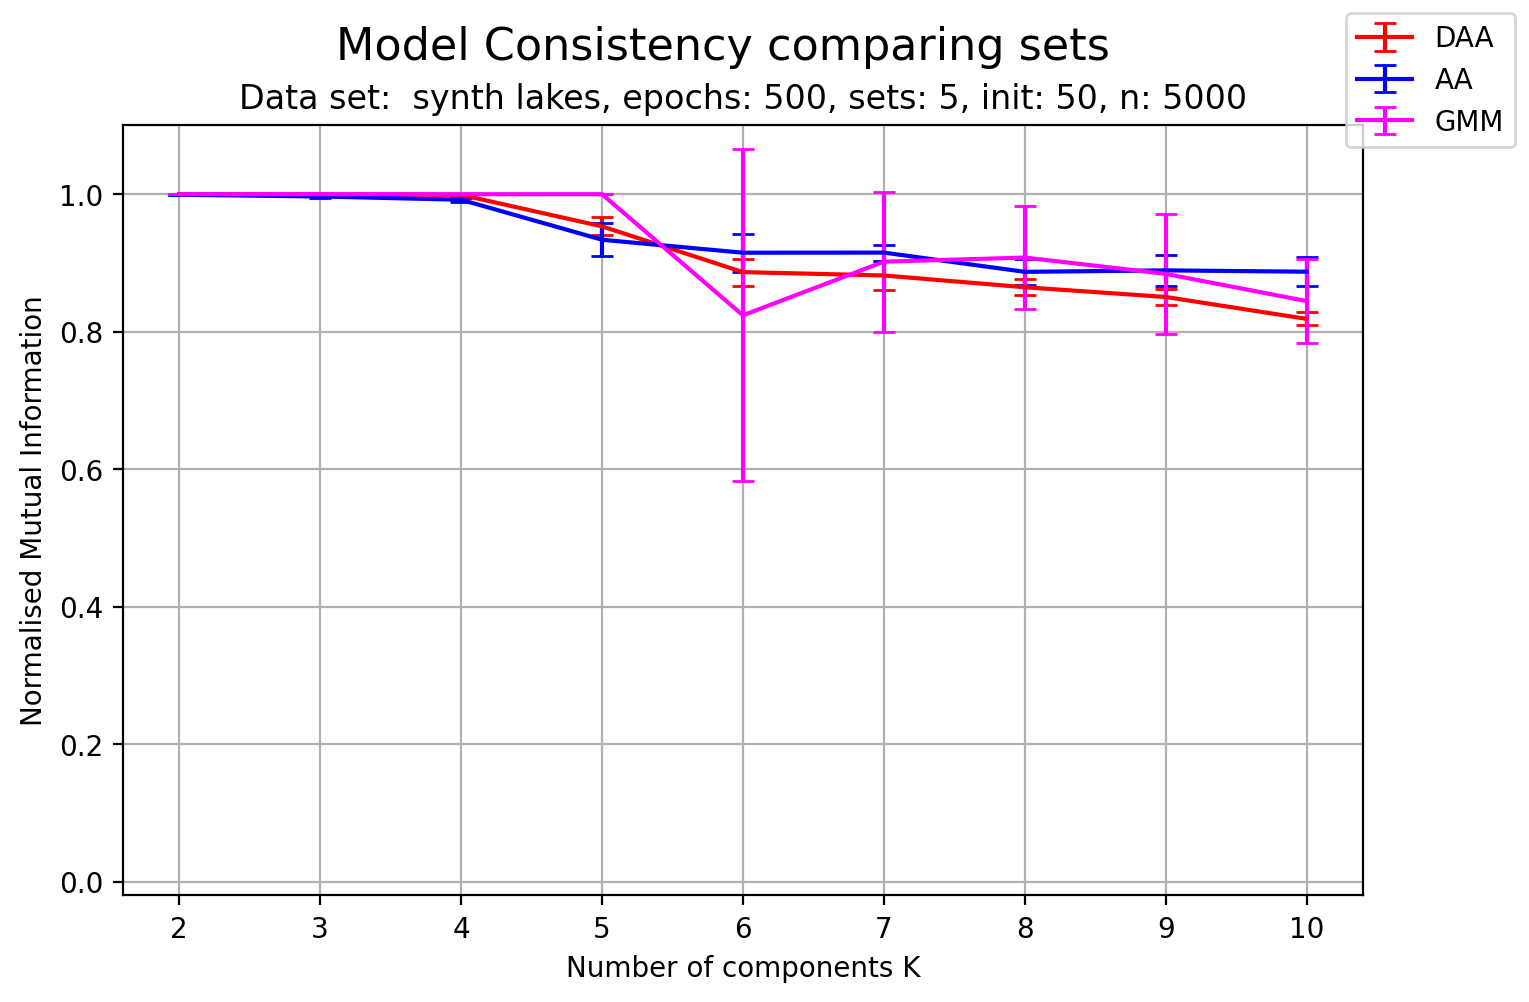 Model Consistency comparing sets
Data set:  synth lakes, epochs: 500, sets: 5, init: 50, n: 5000
DAA
AA
GMM
Normalised Mutual Information
1.0
0.8
0.6
0.4
0.2
0.0
2 3 4 5 6 7 8 9 10
Number of components K